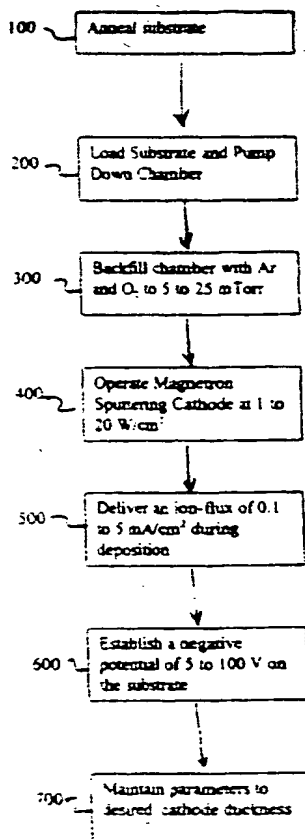 100
Anneal substrate
200
Load Substrate and Pump
Down Chamber
300
Backfill chamber with Ar
and O₂ to 5 to 25 mTorr
400
Operate Magnetron
Sputtering Cathode at 1 to
20 W/cm²
500
Deliver an ion-flux of 0.1
to 5 mA/cm² during
deposition
600
Establish a negative
potential of 5 to 100 V on
the substrate
700
Maintain parameters to
desired cathode thickness